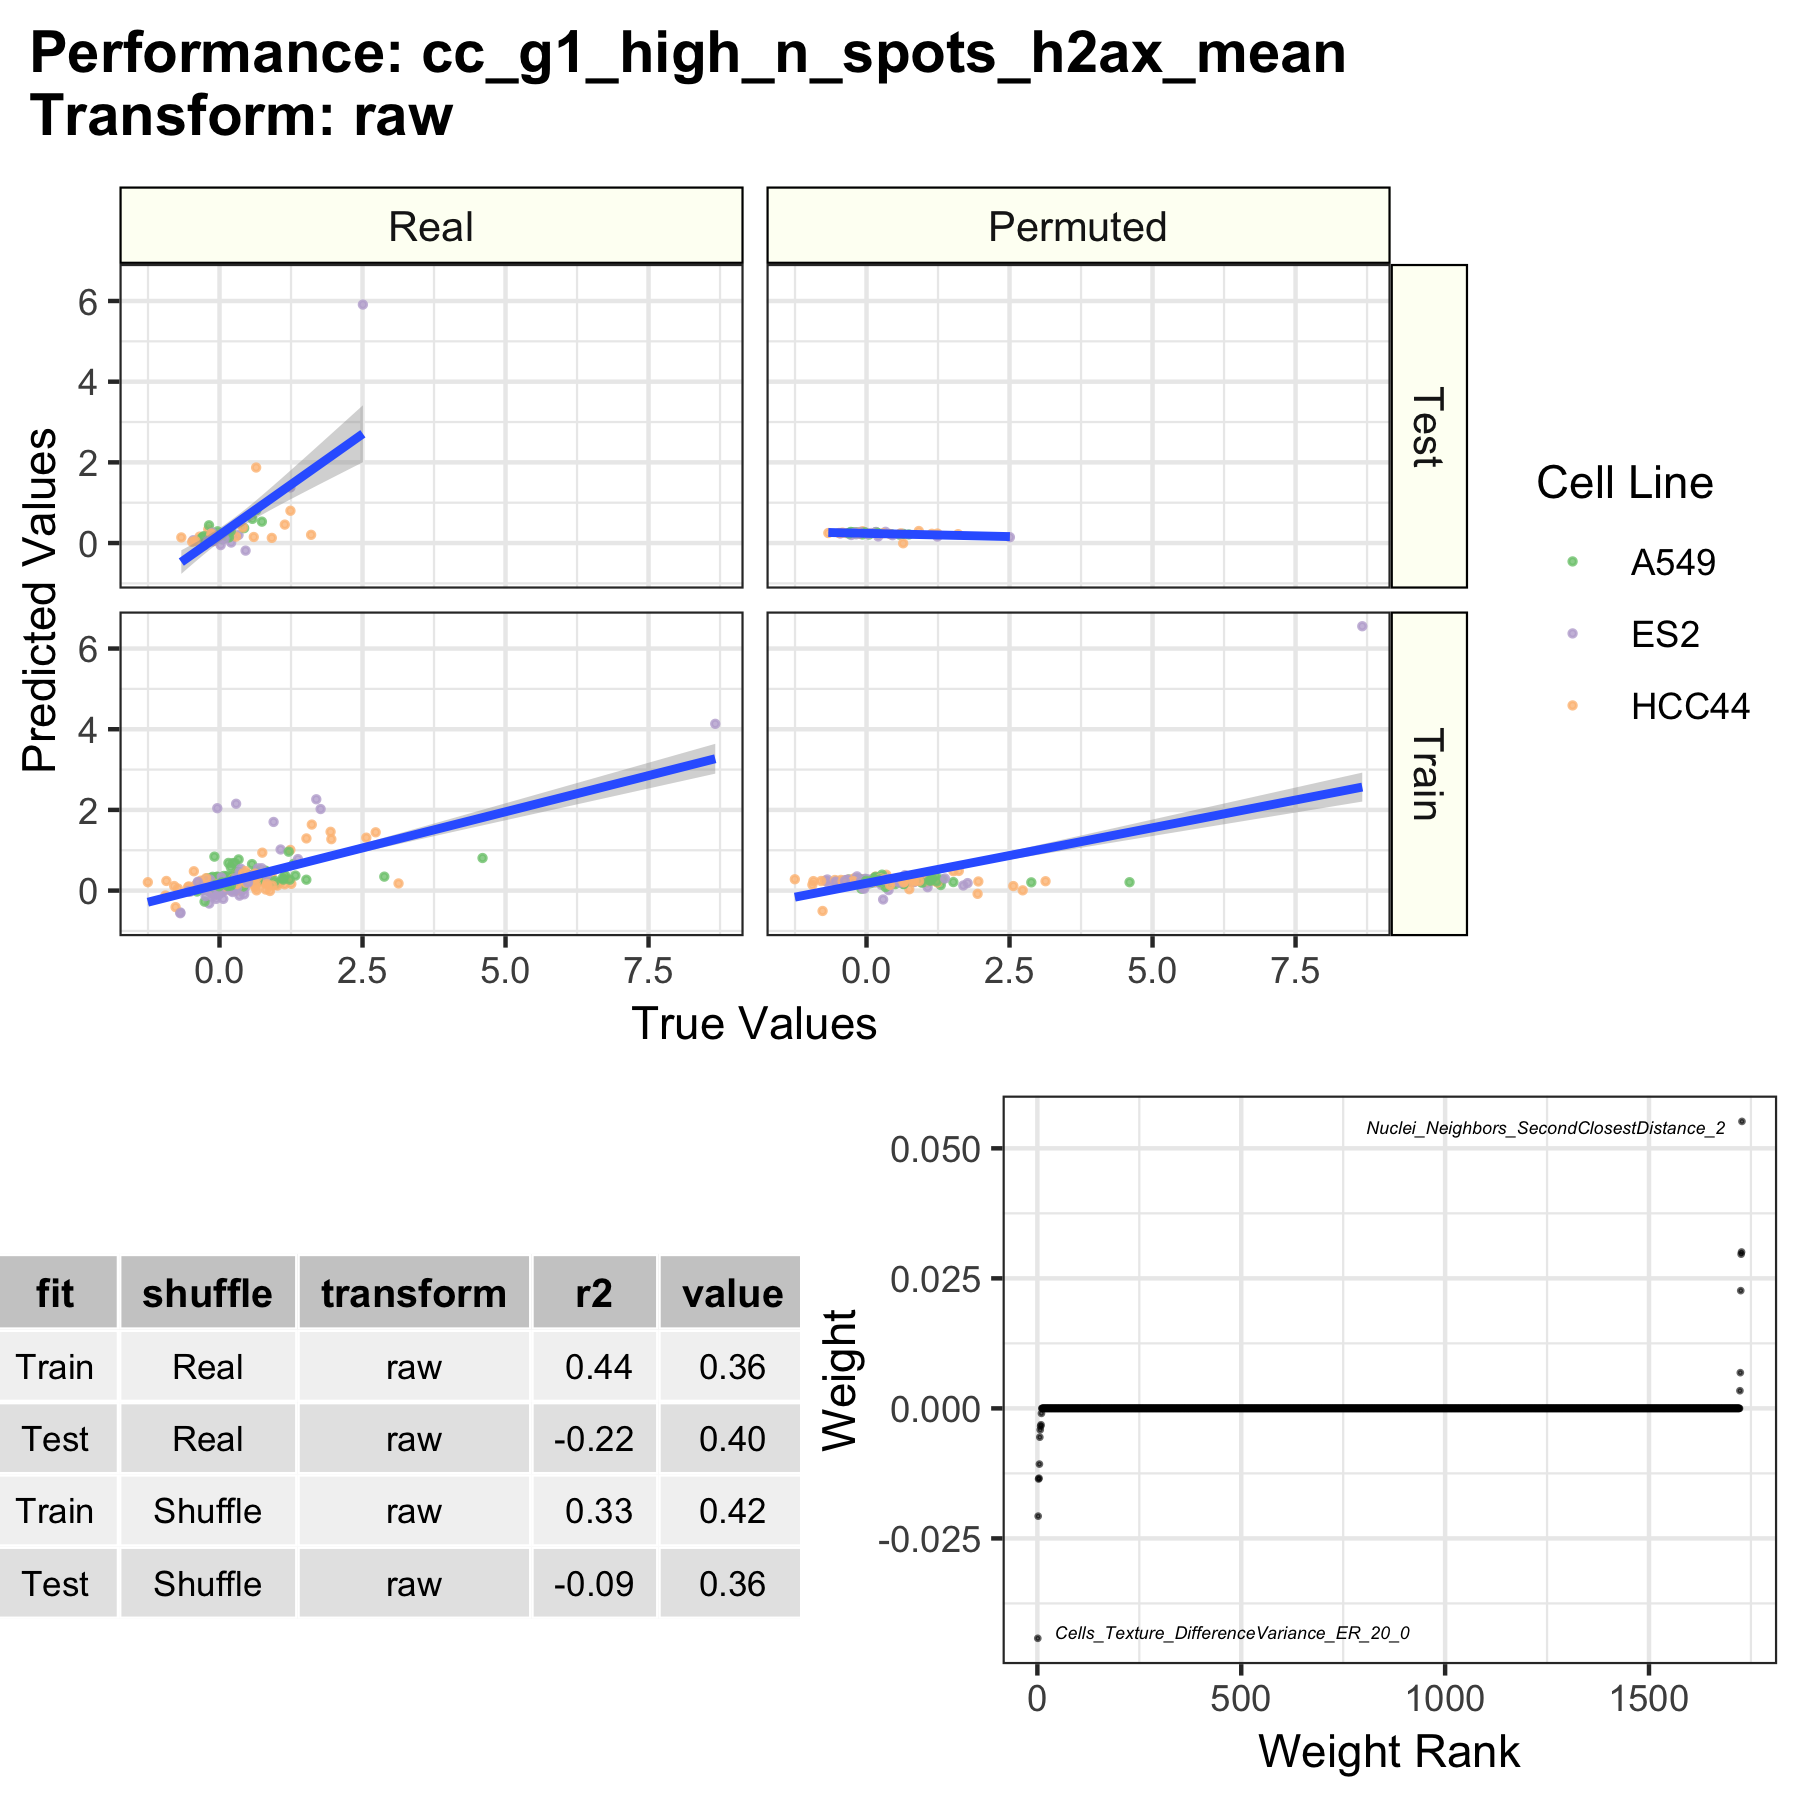 Performance: cc_g1_high_n_spots_h2ax_mean
Transform: raw
Real
Permuted
6
4
2
0
Test
6
4
2
0
Train
Predicted Values
0.0
2.5
5.0
7.5
0.0
2.5
5.0
7.5
True Values
Cell Line
A549
ES2
HCC44
fit shuffle transform r2 value
Train Real raw 0.44 0.36
Test Real raw -0.22 0.40
Train Shuffle raw 0.33 0.42
Test Shuffle raw -0.09 0.36
Weight
0.050
0.025
0.000
-0.025
Nuclei_Neighbors_SecondClosestDistance_2
Cells_Texture_DifferenceVariance_ER_20_0
0
500
1000
1500
Weight Rank